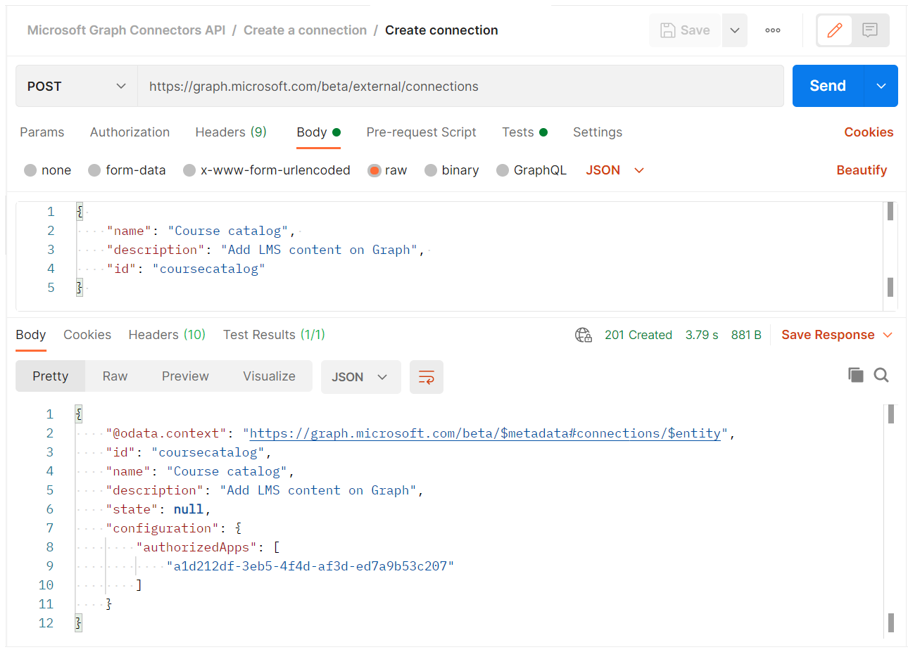 Microsoft Graph Connectors API / Create a connection / Create connection Save
POST https://graph.microsoft.com/beta/external/connections Send
Params Authorization Headers (9) Body Pre-request Script Tests Settings Cookies
none form-data x-www-form-urlencoded raw binary GraphQL JSON Beautify
1 {
2 "name": "Course catalog",
3 "description": "Add LMS content on Graph",
4 "id": "coursecatalog"
5 }
Body Cookies Headers (10) Test Results (1/1) 201 Created 3.79 s 881 B Save Response
Pretty Raw Preview Visualize JSON
1 {
2 "@odata.context": "https://graph.microsoft.com/beta/$metadata#connections/$entity",
3 "id": "coursecatalog",
4 "name": "Course catalog",
5 "description": "Add LMS content on Graph",
6 "state": null,
7 "configuration": {
8 "authorizedApps": [
9 "a1d212df-3eb5-4f4d-af3d-ed7a9b53c207"
10 ]
11 }
12 }